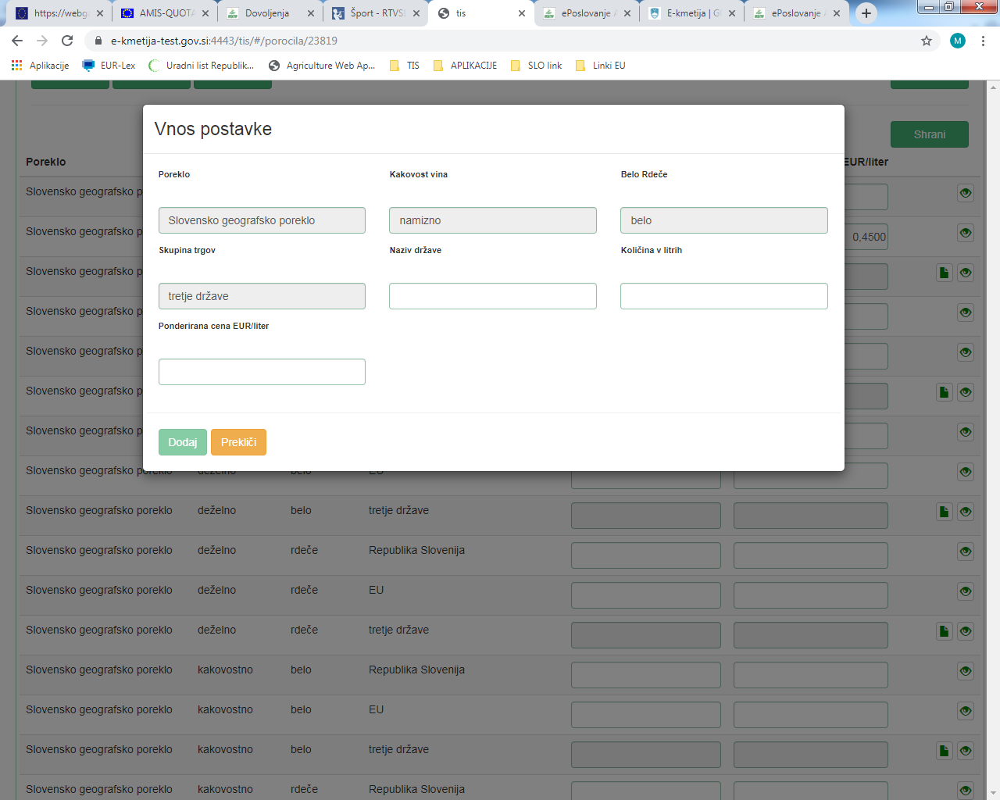 https://webga
AMIS-QUOTA
Dovoljenja
Šport - RTVSL
tis
ePoslovanje
E-kmetija | G
ePoslovanje
e-kmetija-test.gov.si:4443/tis/#/porocila/23819
M
Aplikacije
EUR-Lex
Uradni list Republik...
Agriculture Web Ap...
TIS
APLIKACIJE
SLO link
Linki EU
Vnos postavke
Shrani
Poreklo
EUR/liter
Poreklo
Kakovost vina
Belo Rdeče
Slovensko geografsko poreklo
namizno
belo
Skupina trgov
Naziv države
Količina v litrih
tretje države
Ponderirana cena EUR/liter
Dodaj
Prekliči
Slovensko geografsko p
Slovensko geografsko p
0,4500
Slovensko geografsko p
Slovensko geografsko p
Slovensko geografsko p
Slovensko geografsko p
Slovensko geografsko p
Slovensko geografsko poreklo deželno belo EU
Slovensko geografsko poreklo deželno belo tretje države
Slovensko geografsko poreklo deželno rdeče Republika Slovenija
Slovensko geografsko poreklo deželno rdeče EU
Slovensko geografsko poreklo deželno rdeče tretje države
Slovensko geografsko poreklo kakovostno belo Republika Slovenija
Slovensko geografsko poreklo kakovostno belo EU
Slovensko geografsko poreklo kakovostno belo tretje države
Slovensko geografsko poreklo kakovostno rdeče Republika Slovenija